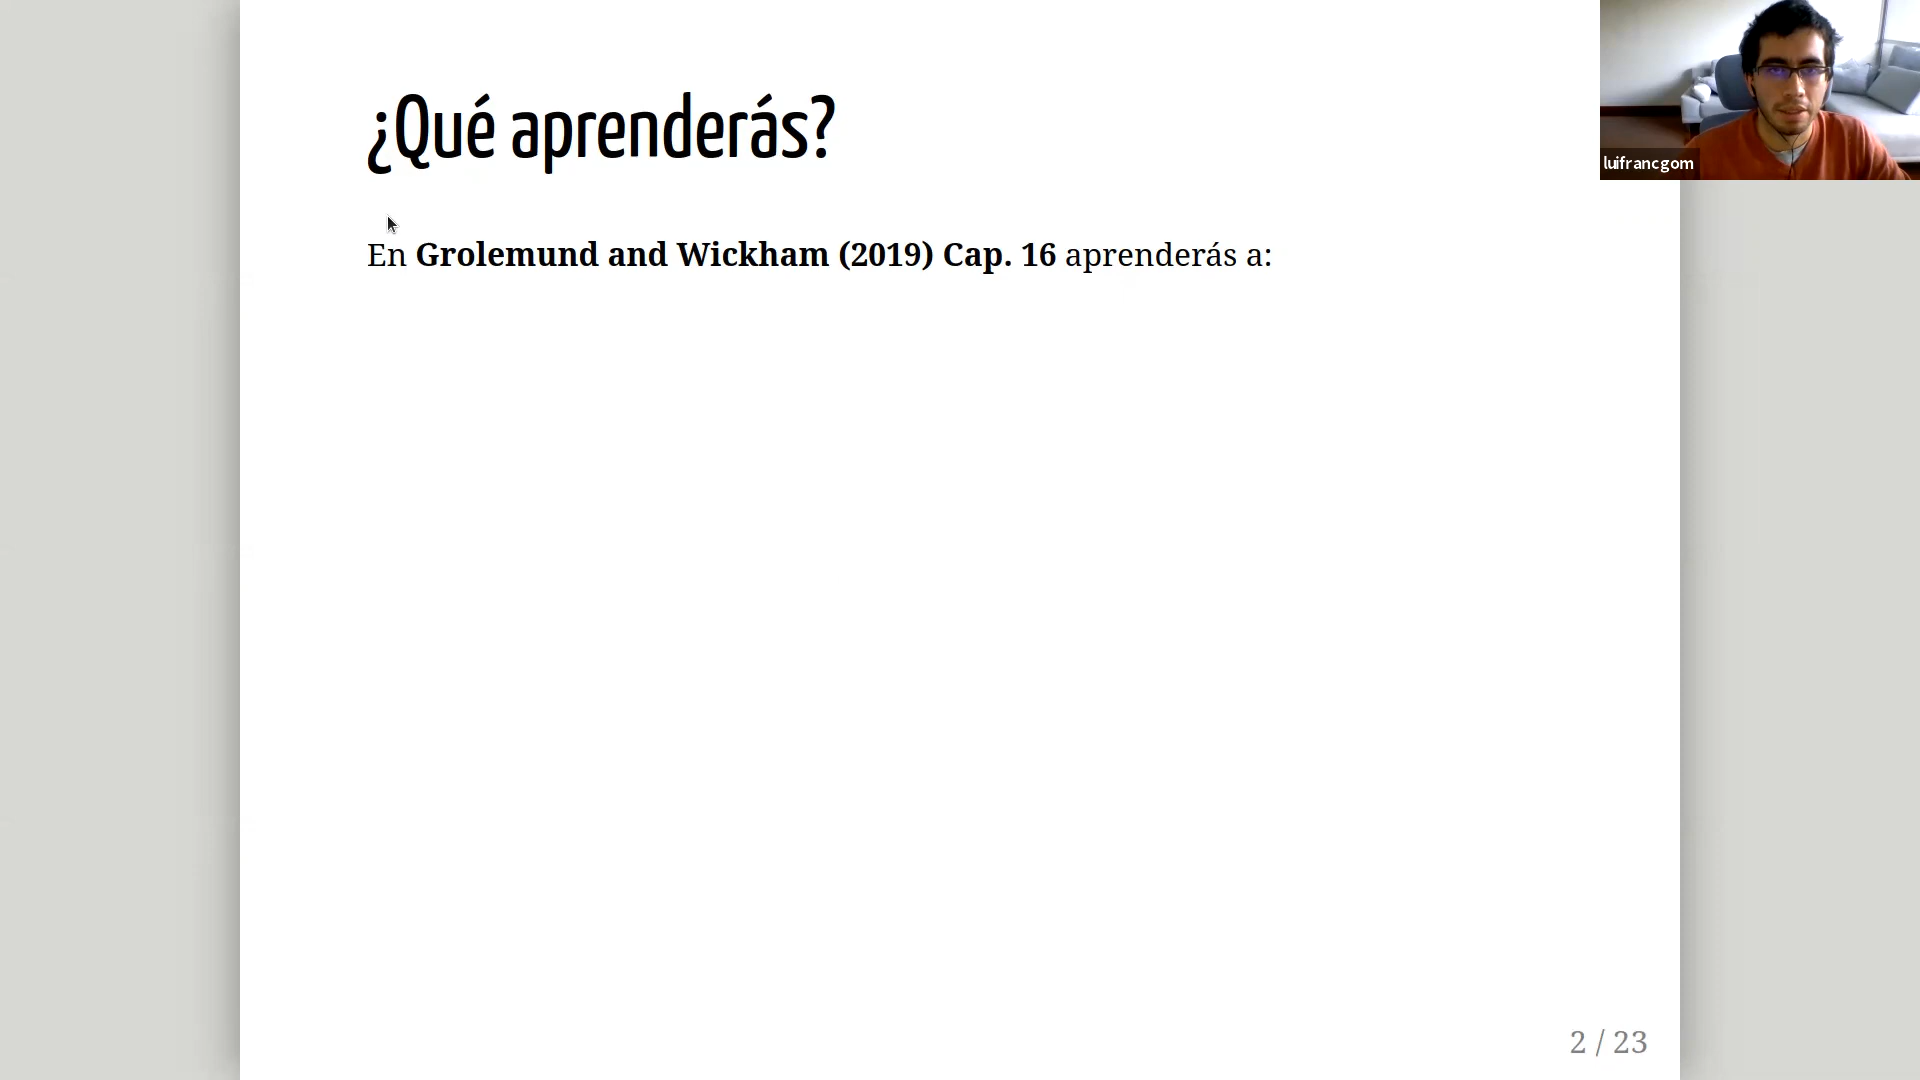 ¿Qué aprenderás?
luifrancgom
En Grolemund and Wickham (2019) Cap. 16 aprenderás a:
2 / 23